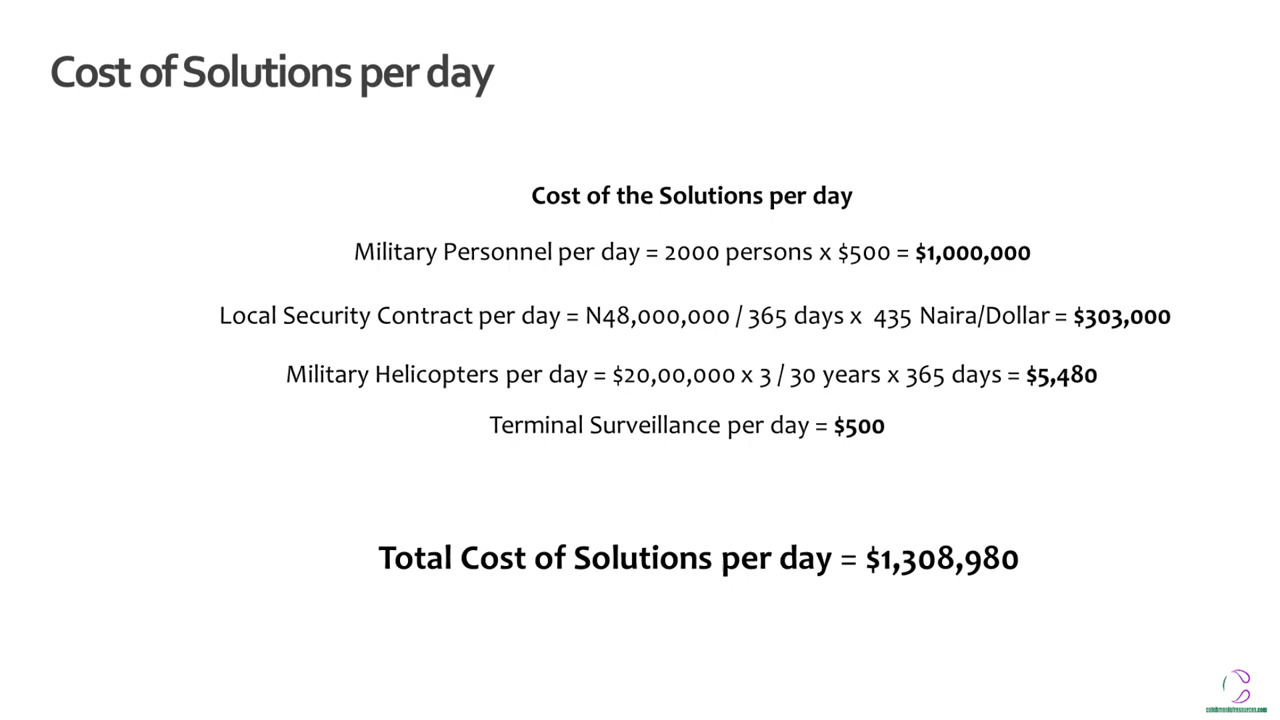 Cost of Solutions per day
Cost of the Solutions per day
Military Personnel per day = 2000 persons x $500 = $1,000,000
Local Security Contract per day = N48,000,000 / 365 days x 435 Naira/Dollar = $303,000
Military Helicopters per day = $20,00,000 x 3 / 30 years x 365 days = $5,480
Terminal Surveillance per day = $500
Total Cost of Solutions per day = $1,308,980